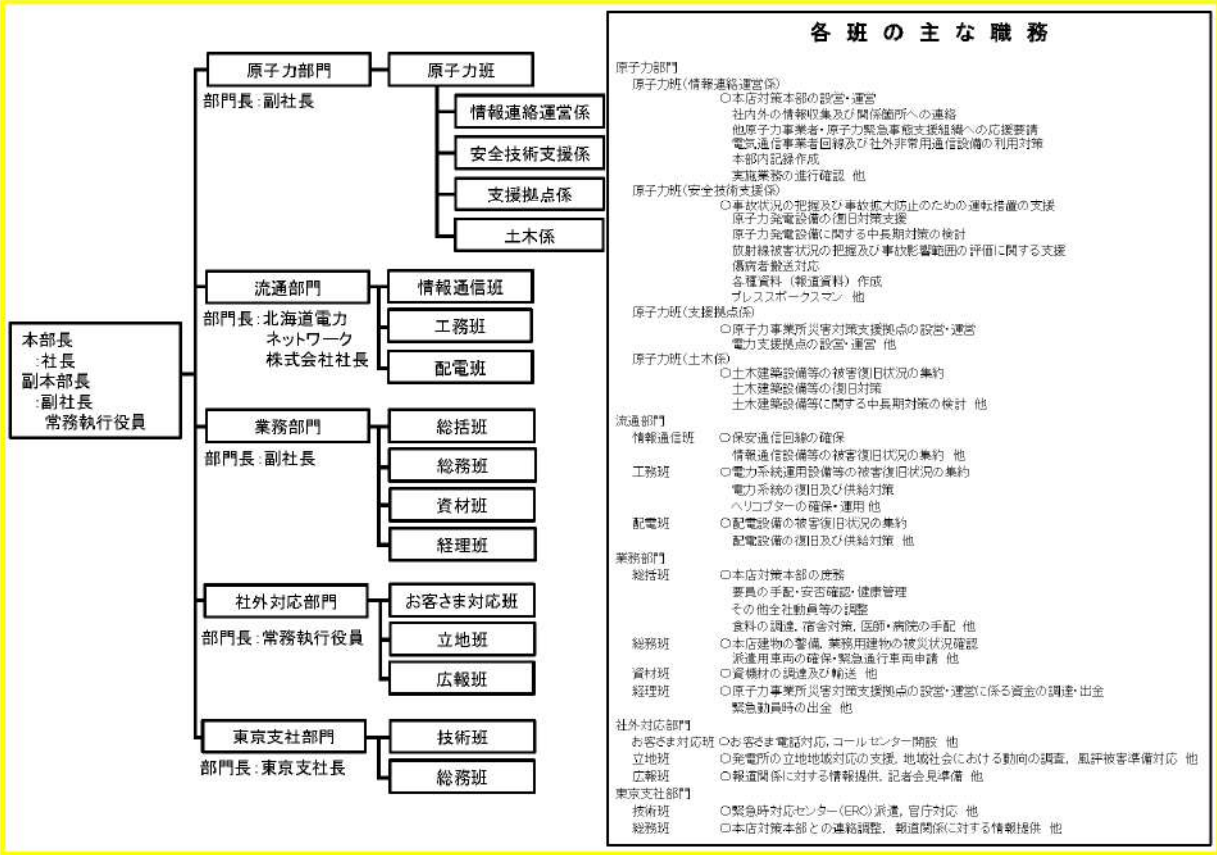 本部長
:社長
副本部長
:副社長
常務執行役員
原子力部門
部門長:副社長
原子力班
情報連絡運営係
安全技術支援係
支援拠点係
土木係
流通部門
部門長:北海道電力
ネットワーク
株式会社社長
情報通信班
工務班
配電班
業務部門
部門長:副社長
総括班
総務班
資材班
経理班
社外対応部門
部門長:常務執行役員
お客さま対応班
立地班
広報班
東京支社部門
部門長:東京支社長
技術班
総務班
各班の主な職務
原子力部門
原子力班(情報連絡運営係)
○本店対策本部の設営・運営
社内外の情報収集及び関係箇所への連絡
他原子力事業者・原子力緊急事態支援組織への応援要請
電気通信事業者回線及び社外非常用通信設備の利用対策
本部内記録作成
実施業務の進行確認 他
原子力班(安全技術支援係)
○事故状況の把握及び事故拡大防止のための運転措置の支援
原子力発電設備の復旧対策支援
原子力発電設備に関する中長期対策の検討
放射線被害状況の把握及び事故影響範囲の評価に関する支援
傷病者搬送対応
各種資料(報道資料)作成
プレススポークスマン 他
原子力班(支援拠点係)
○原子力事業所災害対策支援拠点の設営・運営
電力支援拠点の設営・運営 他
原子力班(土木係)
○土木建築設備等の被害復旧状況の集約
土木建築設備等の復旧対策
土木建築設備等に関する中長期対策の検討 他
流通部門
情報通信班 ○保安通信回線の確保
情報通信設備等の被害復旧状況の集約 他
工務班 ○電力系統運用設備等の被害復旧状況の集約
電力系統の復旧及び供給対策
ヘリコプターの確保・運用 他
配電班 ○配電設備の被害復旧状況の集約
配電設備の復旧及び供給対策 他
業務部門
総括班 ○本店対策本部の庶務
要員の手配・安否確認・健康管理
その他全社動員等の調整
食料の調達, 宿舎対策, 医師・病院の手配 他
総務班 ○本店建物の警備, 業務用建物の被災状況確認
派遣用車両の確保・緊急通行車両申請 他
資材班 ○資機材の調達及び輸送 他
経理班 ○原子力事業所災害対策支援拠点の設営・運営に係る資金の調達・出金
緊急動員時の出金 他
社外対応部門
お客さま対応班 ○お客さま電話対応, コールセンター開設 他
立地班 ○発電所の立地地域対応の支援, 地域社会における動向の調査, 風評被害準備対応 他
広報班 ○報道関係に対する情報提供, 記者会見準備 他
東京支社部門
技術班 ○緊急時対応センター(ERC)派遣, 官庁対応 他
総務班 ○本店対策本部との連絡調整, 報道関係に対する情報提供 他